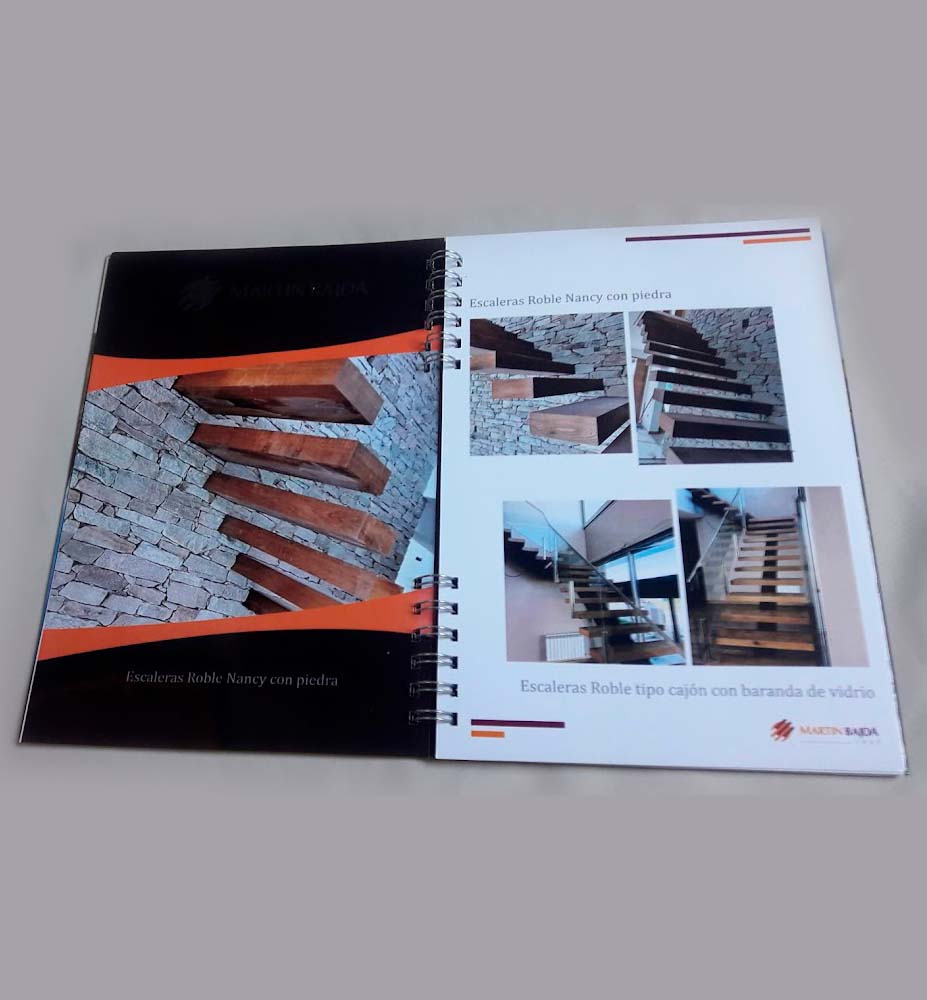 MARTIN BAJDA
Escaleras Roble Nancy con piedra
Escaleras Roble Nancy con piedra
Escaleras Roble tipo cajón con baranda de vidrio
MARTIN BAJDA